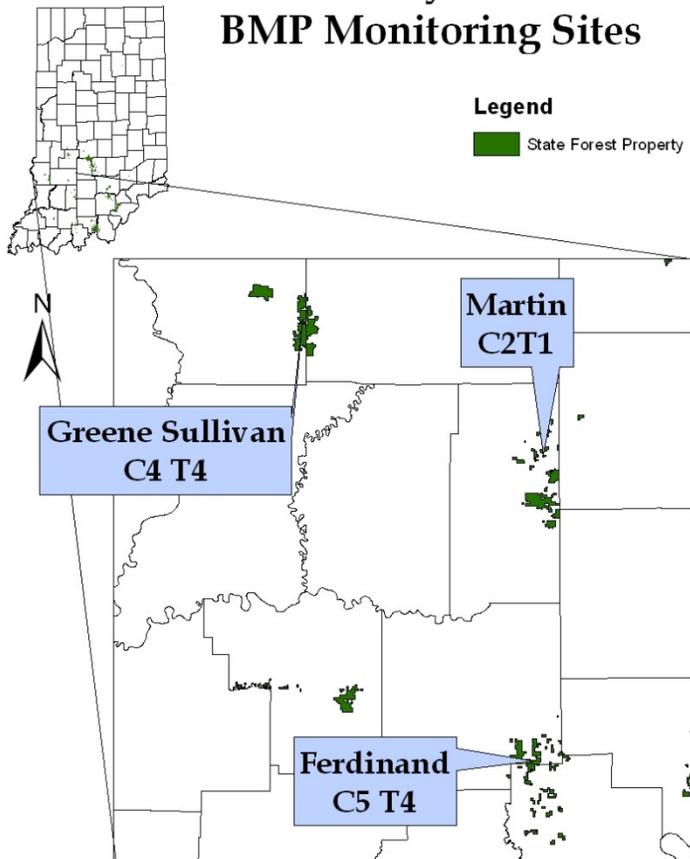 BMP Monitoring Sites
Legend
State Forest Property
N
Martin
C2T1
Greene Sullivan
C4 T4
Ferdinand
C5 T4